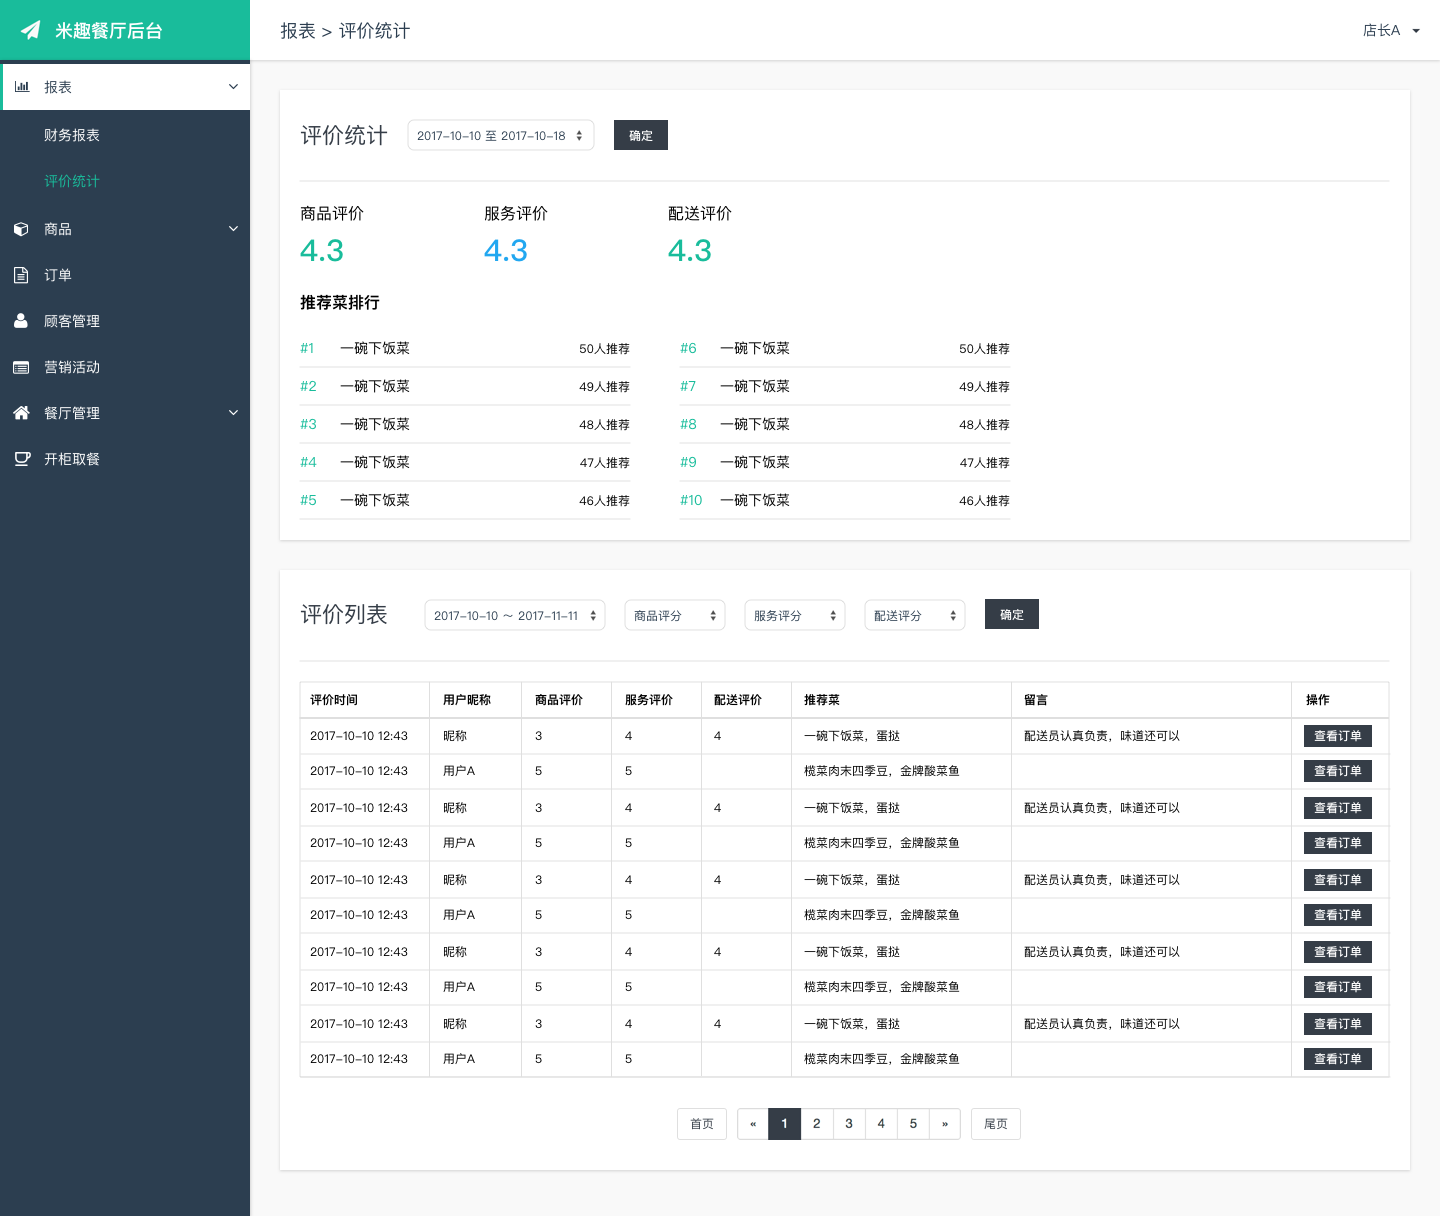 米趣餐厅后台
报表 > 评价统计
店长A
报表
财务报表
评价统计
商品
订单
顾客管理
营销活动
餐厅管理
开柜取餐
评价统计 2017-10-10 至 2017-10-18 确定
商品评价 服务评价 配送评价
4.3 4.3 4.3
推荐菜排行
#1 一碗下饭菜 50人推荐 #6 一碗下饭菜 50人推荐
#2 一碗下饭菜 49人推荐 #7 一碗下饭菜 49人推荐
#3 一碗下饭菜 48人推荐 #8 一碗下饭菜 48人推荐
#4 一碗下饭菜 47人推荐 #9 一碗下饭菜 47人推荐
#5 一碗下饭菜 46人推荐 #10 一碗下饭菜 46人推荐
评价列表 2017-10-10 ～ 2017-11-11 商品评分 服务评分 配送评分 确定
评价时间 用户昵称 商品评价 服务评价 配送评价 推荐菜 留言 操作
2017-10-10 12:43 昵称 3 4 4 一碗下饭菜，蛋挞 配送员认真负责，味道还可以 查看订单
2017-10-10 12:43 用户A 5 5 榄菜肉末四季豆，金牌酸菜鱼 查看订单
2017-10-10 12:43 昵称 3 4 4 一碗下饭菜，蛋挞 配送员认真负责，味道还可以 查看订单
2017-10-10 12:43 用户A 5 5 榄菜肉末四季豆，金牌酸菜鱼 查看订单
2017-10-10 12:43 昵称 3 4 4 一碗下饭菜，蛋挞 配送员认真负责，味道还可以 查看订单
2017-10-10 12:43 用户A 5 5 榄菜肉末四季豆，金牌酸菜鱼 查看订单
2017-10-10 12:43 昵称 3 4 4 一碗下饭菜，蛋挞 配送员认真负责，味道还可以 查看订单
2017-10-10 12:43 用户A 5 5 榄菜肉末四季豆，金牌酸菜鱼 查看订单
2017-10-10 12:43 昵称 3 4 4 一碗下饭菜，蛋挞 配送员认真负责，味道还可以 查看订单
2017-10-10 12:43 用户A 5 5 榄菜肉末四季豆，金牌酸菜鱼 查看订单
首页 « 1 2 3 4 5 » 尾页